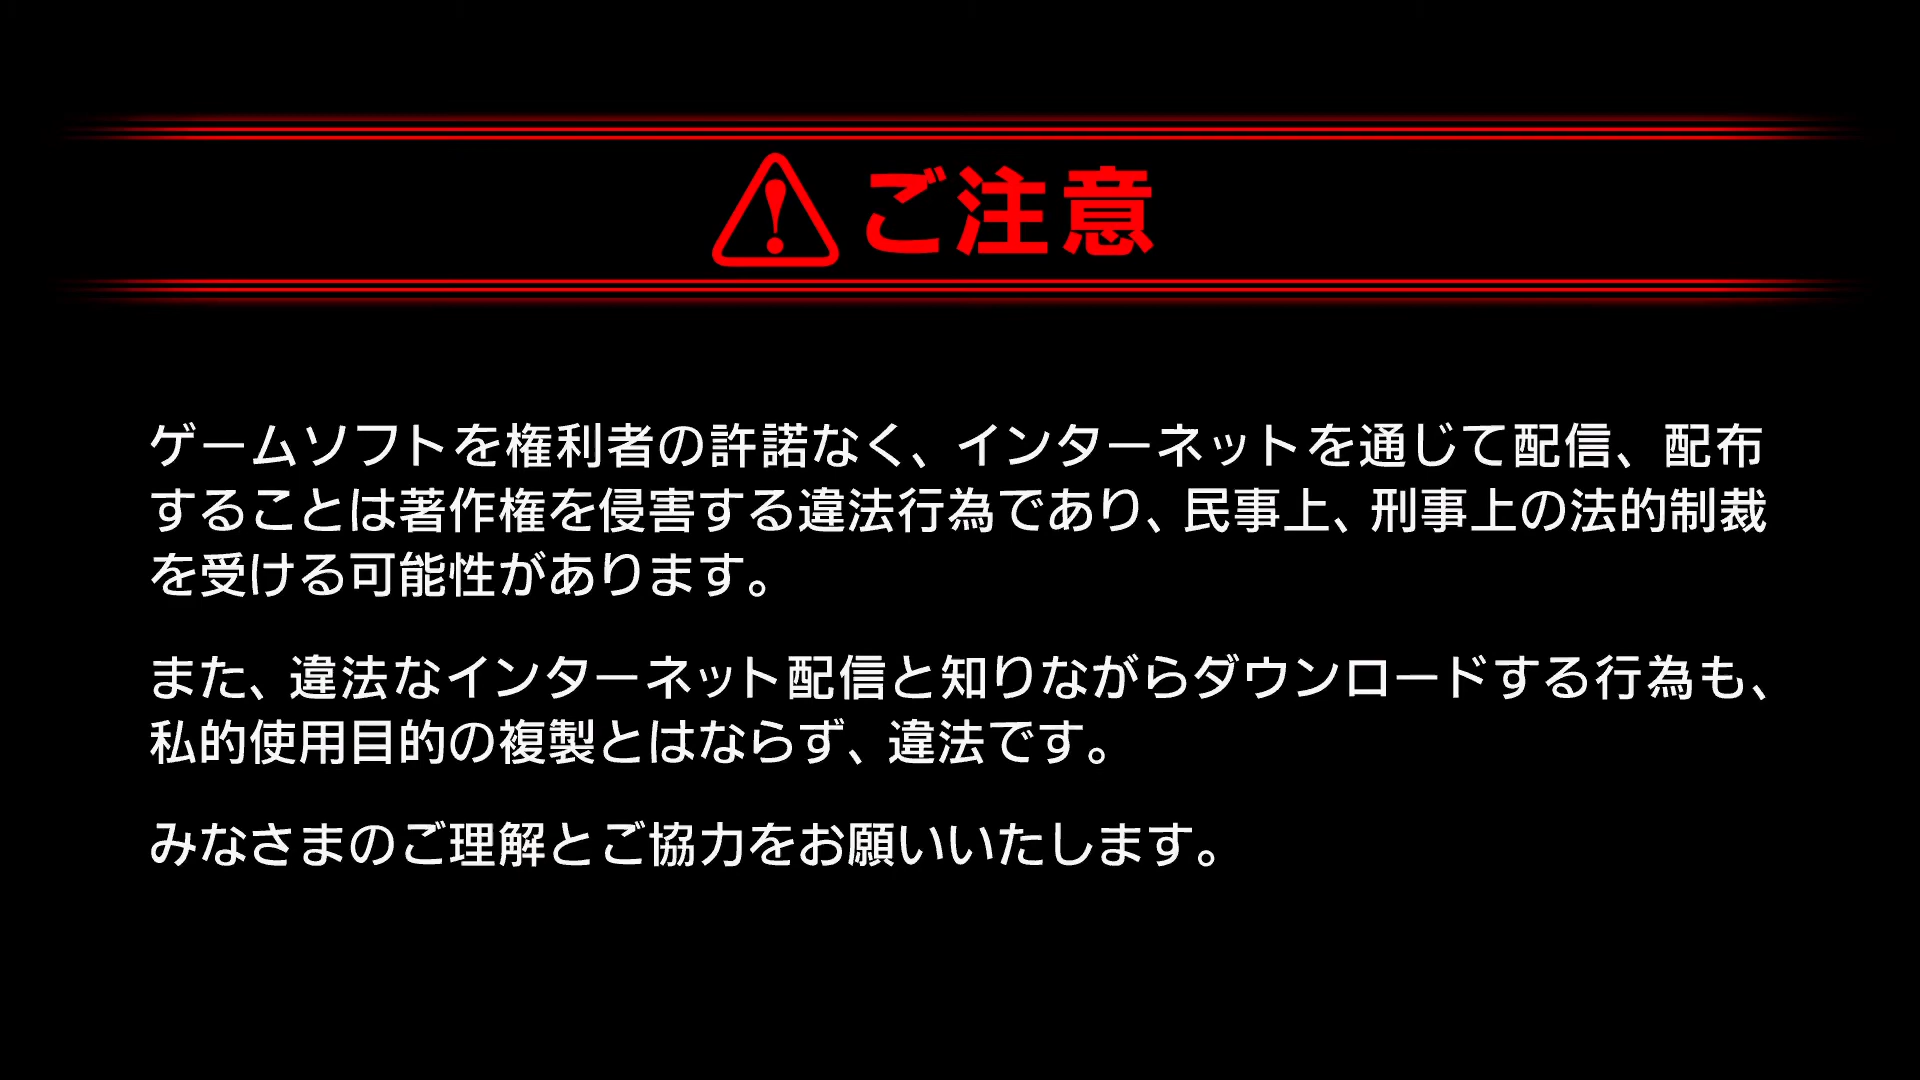 ご注意
ゲームソフトを権利者の許諾なく、インターネットを通じて配信、配布
することは著作権を侵害する違法行為であり、民事上、刑事上の法的制裁
を受ける可能性があります。
また、違法なインターネット配信と知りながらダウンロードする行為も、
私的使用目的の複製とはならず、違法です。
みなさまのご理解とご協力をお願いいたします。